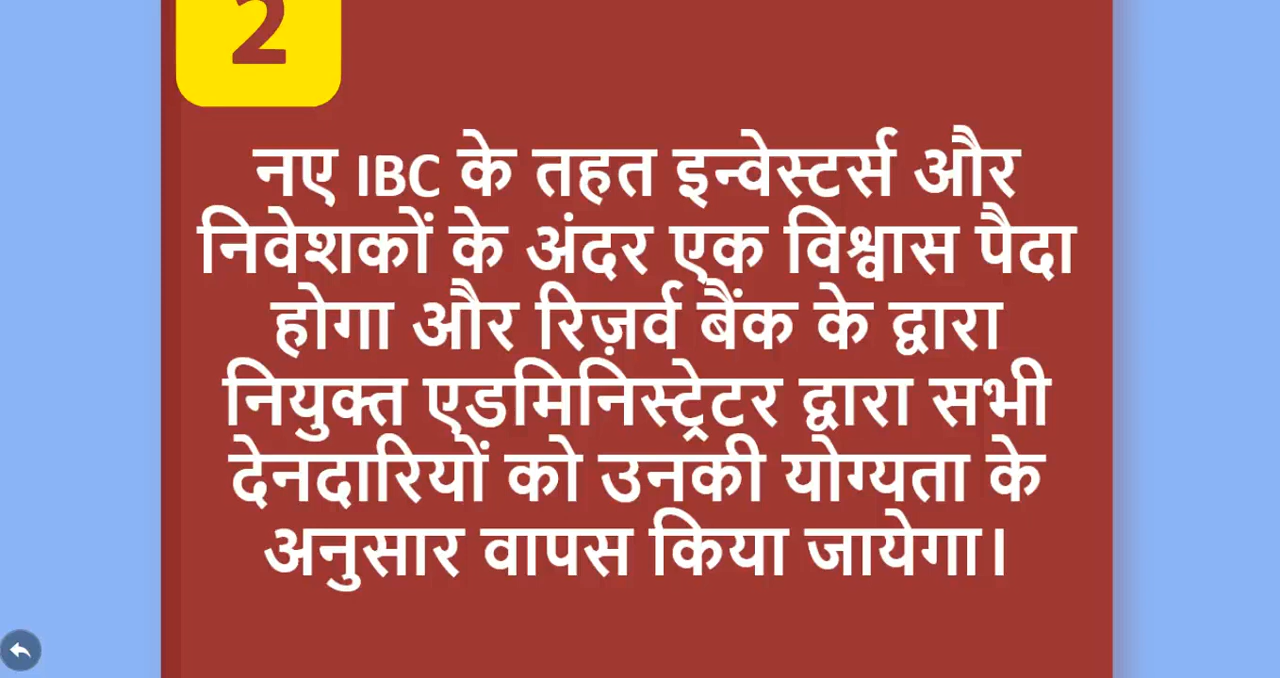 2
नए IBC के तहत इन्वेस्टर्स और
निवेशकों के अंदर एक विश्वास पैदा
होगा और रिज़र्व बैंक के द्वारा
नियुक्त एडमिनिस्ट्रेटर द्वारा सभी
देनदारियों को उनकी योग्यता के
अनुसार वापस किया जायेगा।